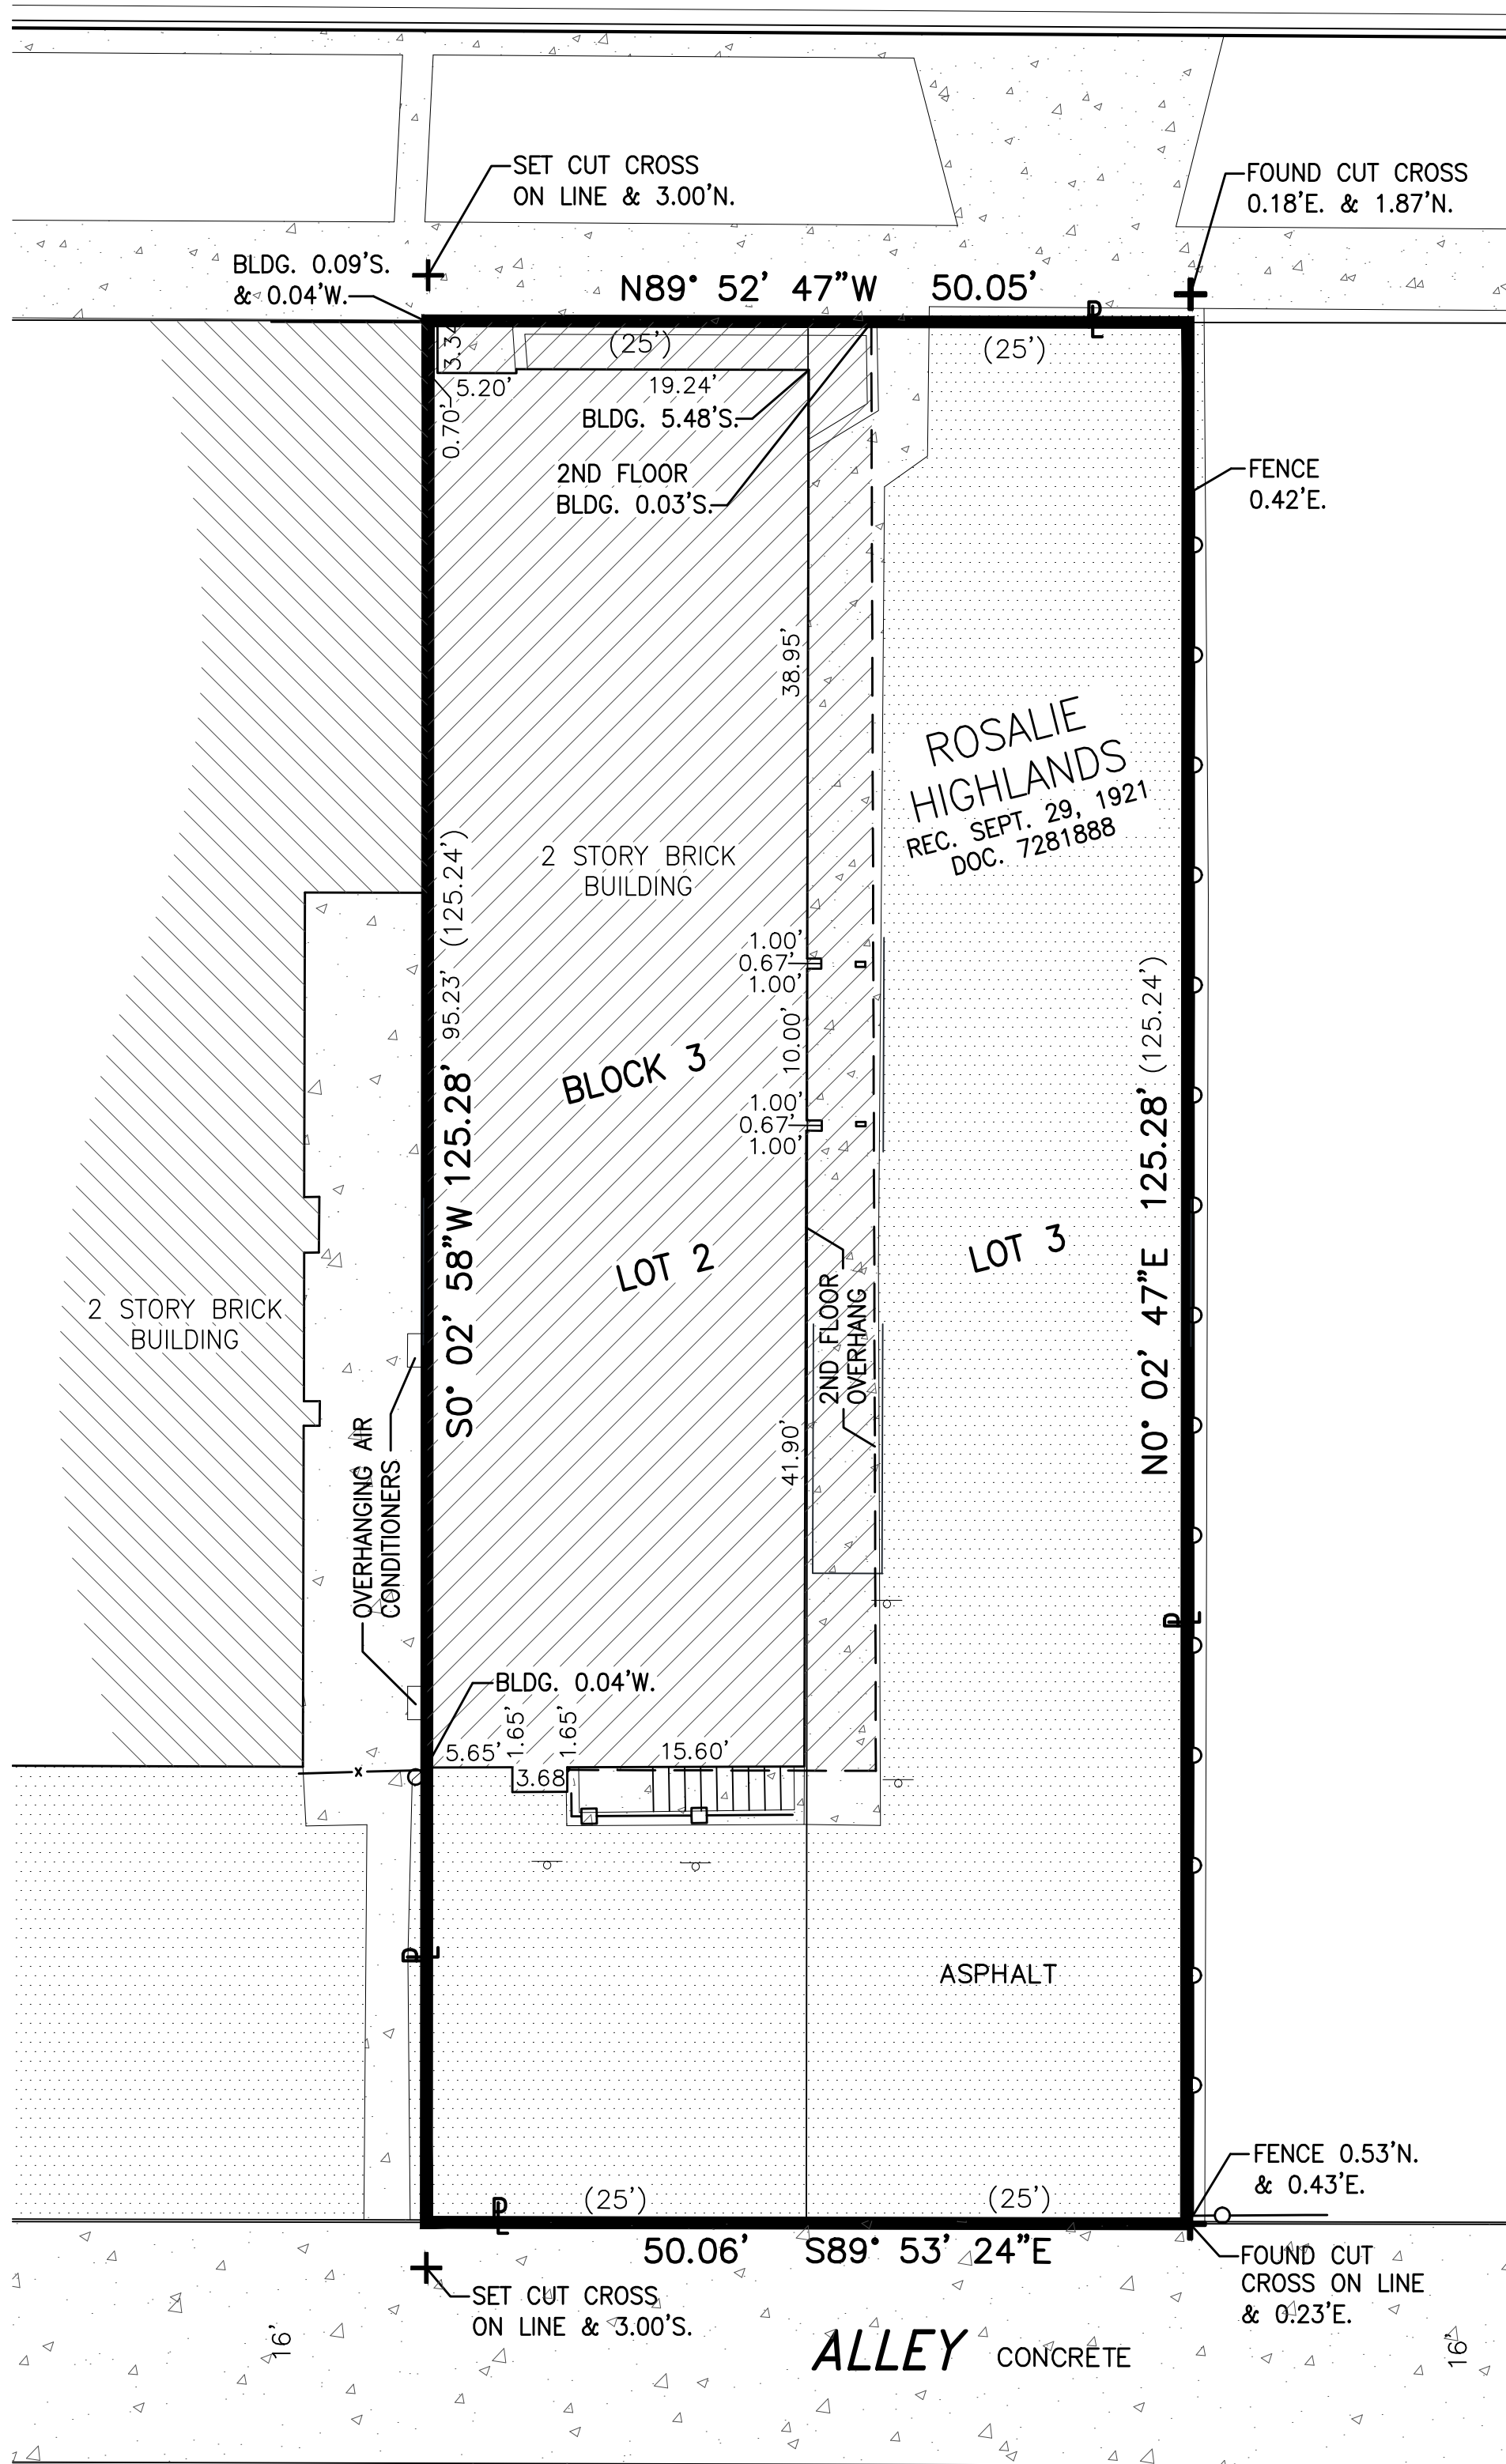 SET CUT CROSS
ON LINE & 3.00'N.
FOUND CUT CROSS
0.18'E. & 1.87'N.
BLDG. 0.09'S.
& 0.04'W.
N89° 52' 47"W 50.05'
PL
3.34'
(25')
(25')
5.20'
19.24'
0.70'
BLDG. 5.48'S.
2ND FLOOR
BLDG. 0.03'S.
FENCE
0.42'E.
38.95'
ROSALIE
HIGHLANDS
REC. SEPT. 29, 1921
DOC. 7281888
2 STORY BRICK
BUILDING
S0° 02' 58"W 125.28' 95.23' (125.24')
1.00'
0.67'
1.00'
10.00'
1.00'
0.67'
1.00'
BLOCK 3
N0° 02' 47"E 125.28' (125.24')
LOT 2
LOT 3
2 STORY BRICK
BUILDING
2ND FLOOR
OVERHANG
41.90'
OVERHANGING AIR
CONDITIONERS
PL
BLDG. 0.04'W.
5.65'
1.65'
3.68'
1.65'
15.60'
x
PL
ASPHALT
PL
(25')
(25')
FENCE 0.53'N.
& 0.43'E.
50.06' S89° 53' 24"E
FOUND CUT
CROSS ON LINE
& 0.23'E.
SET CUT CROSS
ON LINE & 3.00'S.
16'
ALLEY CONCRETE
16'